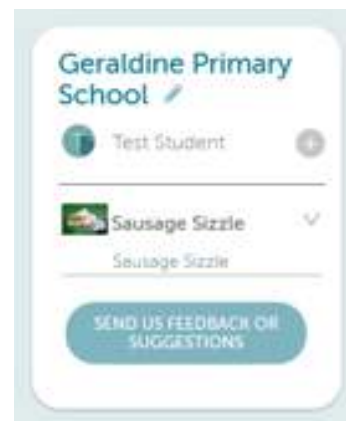 Geraldine Primary
School
Test Student
Sausage Sizzle
Sausage Sizzle
SEND US FEEDBACK OR
SUGGESTIONS